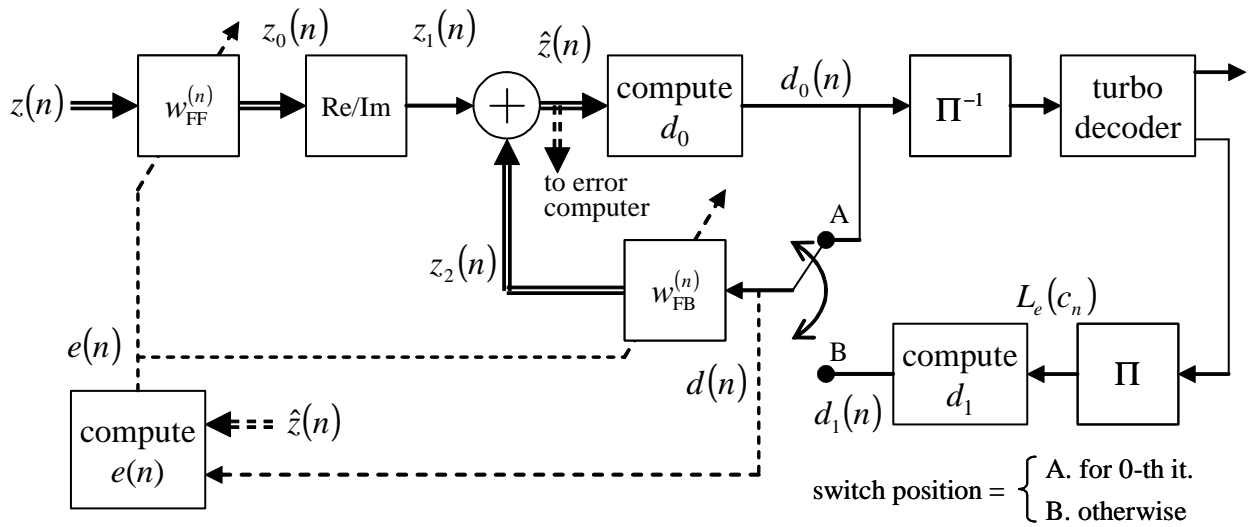 z(n)
w_FF^(n)
z_0(n)
Re/Im
z_1(n)
+
ẑ(n)
compute
d_0
d_0(n)
Π^−1
turbo
decoder
to error
computer
A
z_2(n)
w_FB^(n)
L_e(c_n)
e(n)
d(n)
B
d_1(n)
compute
d_1
Π
compute
e(n)
ẑ(n)
switch position = {
A. for 0-th it.
B. otherwise